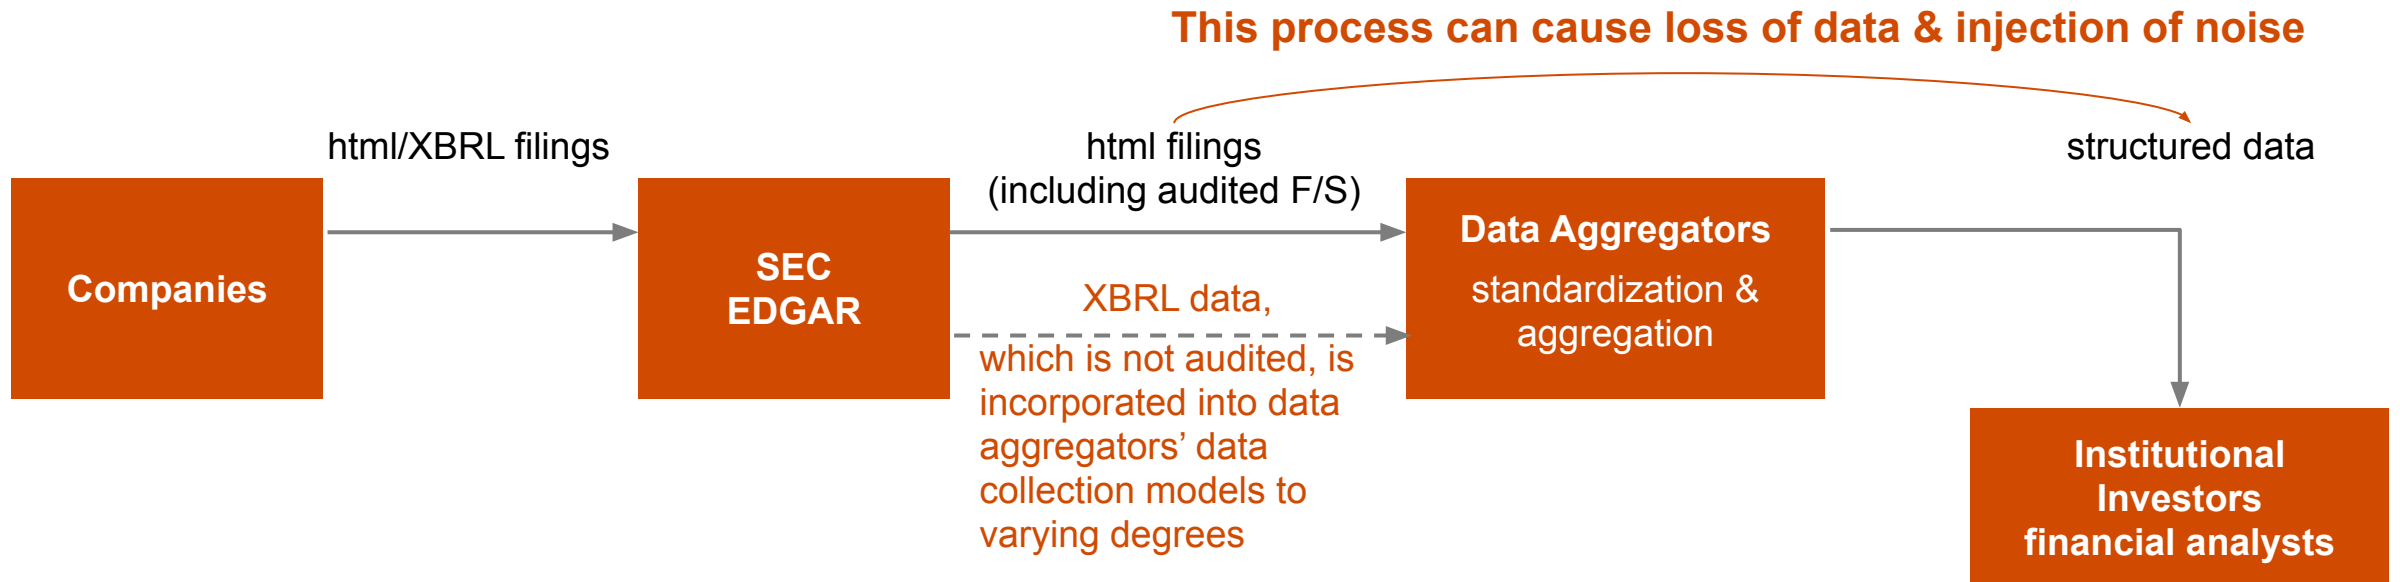 This process can cause loss of data & injection of noise
html/XBRL filings
html filings
(including audited F/S)
structured data
Companies
SEC
EDGAR
XBRL data,
which is not audited, is
incorporated into data
aggregators’ data
collection models to
varying degrees
Data Aggregators
standardization &
aggregation
Institutional
Investors
financial analysts